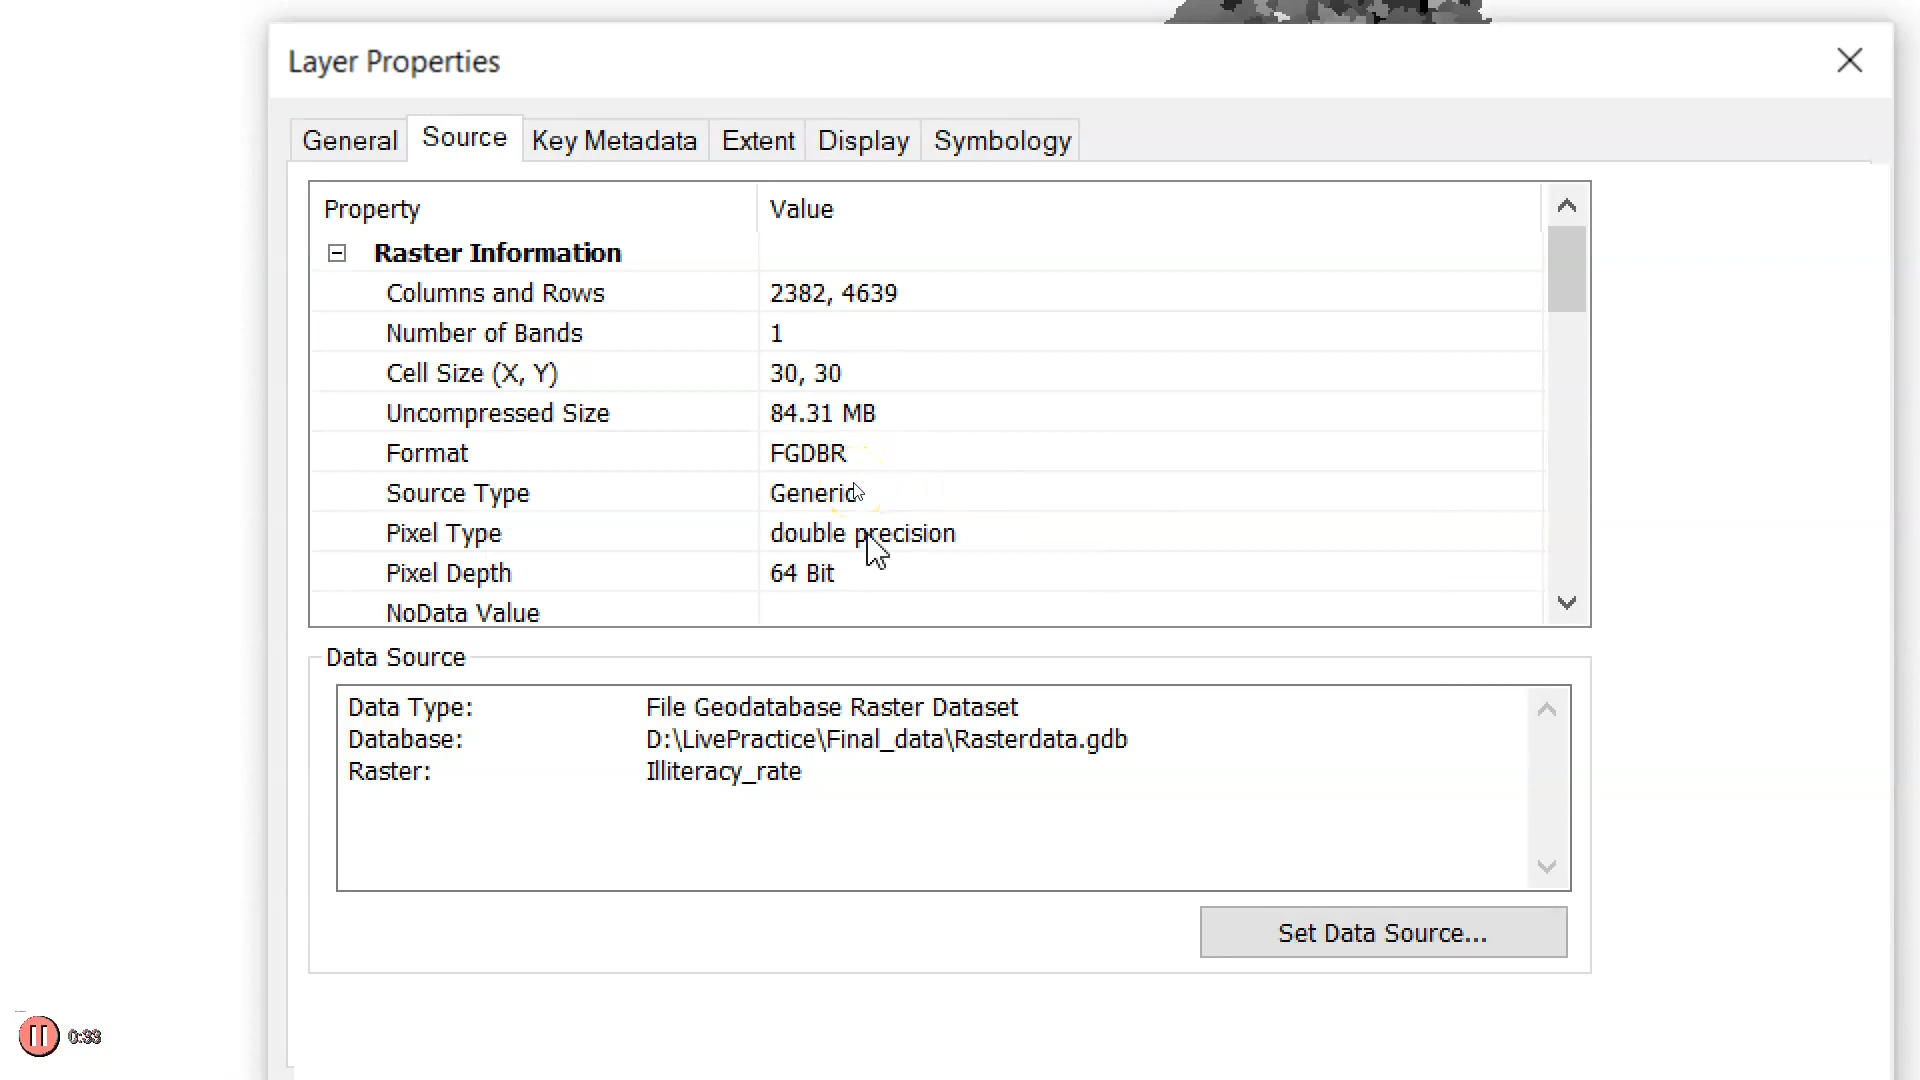 Layer Properties
General Source Key Metadata Extent Display Symbology
Property Value
Raster Information
Columns and Rows 2382, 4639
Number of Bands 1
Cell Size (X, Y) 30, 30
Uncompressed Size 84.31 MB
Format FGDBR
Source Type Generic
Pixel Type double precision
Pixel Depth 64 Bit
NoData Value
Data Source
Data Type: File Geodatabase Raster Dataset
Database: D:\LivePractice\Final_data\Rasterdata.gdb
Raster: Illiteracy_rate
Set Data Source...
0:33